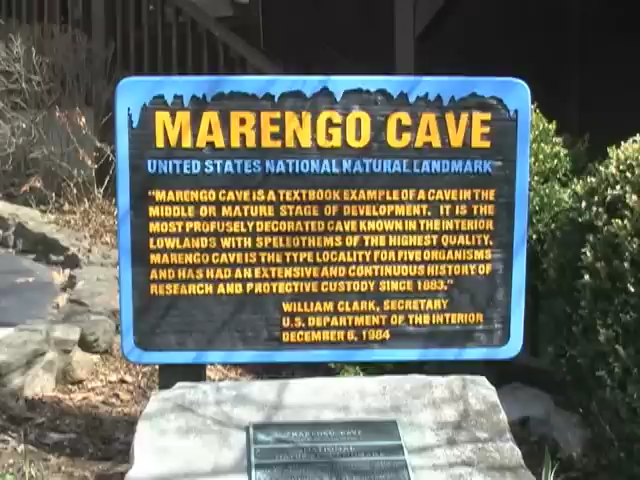 MARENGO CAVE
UNITED STATES NATIONAL NATURAL LANDMARK
"MARENGO CAVE IS A TEXTBOOK EXAMPLE OF A CAVE IN THE
MIDDLE OR MATURE STAGE OF DEVELOPMENT. IT IS THE
MOST PROFUSELY DECORATED CAVE KNOWN IN THE INTERIOR
LOWLANDS WITH SPELEOTHEMS OF THE HIGHEST QUALITY.
MARENGO CAVE IS THE TYPE LOCALITY FOR FIVE ORGANISMS
AND HAS HAD AN EXTENSIVE AND CONTINUOUS HISTORY OF
RESEARCH AND PROTECTIVE CUSTODY SINCE 1883."
WILLIAM CLARK, SECRETARY
U.S. DEPARTMENT OF THE INTERIOR
DECEMBER 6, 1984
MARENGO CAVE
NATIONAL